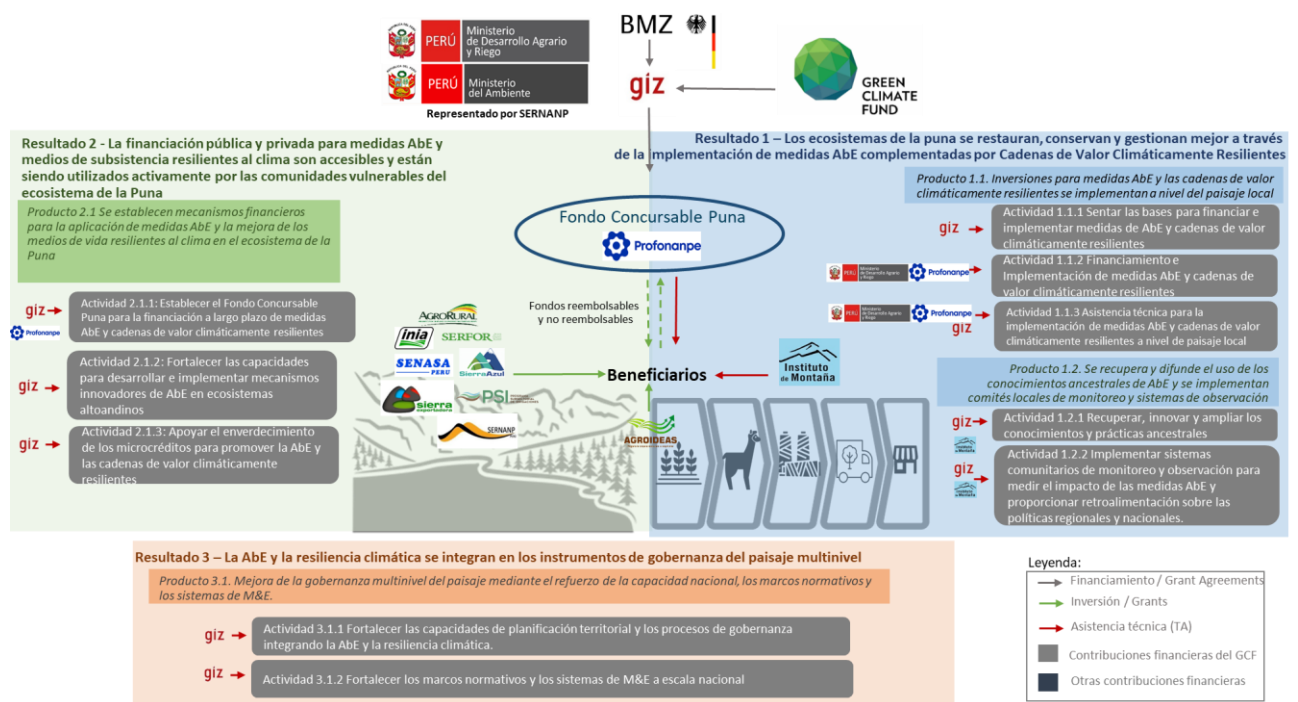 PERÚ
Ministerio
de Desarrollo Agrario
y Riego
PERÚ
Ministerio
del Ambiente
Representado por SERNANP
BMZ
giz
GREEN
CLIMATE
FUND
Resultado 2 - La financiación pública y privada para medidas AbE y
medios de subsistencia resilientes al clima son accesibles y están
siendo utilizados activamente por las comunidades vulnerables del
ecosistema de la Puna
Producto 2.1 Se establecen mecanismos financieros
para la aplicación de medidas AbE y la mejora de los
medios de vida resilientes al clima en el ecosistema de la
Puna
giz
Profonanpe
Actividad 2.1.1: Establecer el Fondo Concursable
Puna para la financiación a largo plazo de medidas
AbE y cadenas de valor climáticamente resilientes
giz
Actividad 2.1.2: Fortalecer las capacidades
para desarrollar e implementar mecanismos
innovadores de AbE en ecosistemas
altoandinos
giz
Actividad 2.1.3: Apoyar el enverdecimiento
de los microcréditos para promover la AbE y
las cadenas de valor climáticamente
resilientes
Fondo Concursable Puna
Profonanpe
Fondos reembolsables
y no reembolsables
AGRORURAL
inia
SERFOR
SENASA
PERU
SierraAzul
sierra
exportadora
PSI
SERNANP
Beneficiarios
AGROIDEAS
Instituto
de Montaña
Resultado 1 – Los ecosistemas de la puna se restauran, conservan y gestionan mejor a través
de la implementación de medidas AbE complementadas por Cadenas de Valor Climáticamente Resilientes
Producto 1.1. Inversiones para medidas AbE y las cadenas de valor
climáticamente resilientes se implementan a nivel del paisaje local
giz
Actividad 1.1.1 Sentar las bases para financiar e
implementar medidas de AbE y cadenas de valor
climáticamente resilientes
PERÚ
Profonanpe
Actividad 1.1.2 Financiamiento e
Implementación de medidas AbE y cadenas de
valor climáticamente resilientes
PERÚ
Profonanpe
giz
Actividad 1.1.3 Asistencia técnica para la
implementación de medidas AbE y cadenas de valor
climáticamente resilientes a nivel de paisaje local
Producto 1.2. Se recupera y difunde el uso de los
conocimientos ancestrales de AbE y se implementan
comités locales de monitoreo y sistemas de observación
giz
Actividad 1.2.1 Recuperar, innovar y ampliar los
conocimientos y prácticas ancestrales
giz
Actividad 1.2.2 Implementar sistemas
comunitarios de monitoreo y observación para
medir el impacto de las medidas AbE y
proporcionar retroalimentación sobre las
políticas regionales y nacionales.
Resultado 3 – La AbE y la resiliencia climática se integran en los instrumentos de gobernanza del paisaje multinivel
Producto 3.1. Mejora de la gobernanza multinivel del paisaje mediante el refuerzo de la capacidad nacional, los marcos normativos y
los sistemas de M&E.
giz
Actividad 3.1.1 Fortalecer las capacidades de planificación territorial y los procesos de gobernanza
integrando la AbE y la resiliencia climática.
giz
Actividad 3.1.2 Fortalecer los marcos normativos y los sistemas de M&E a escala nacional
Leyenda:
Financiamiento / Grant Agreements
Inversión / Grants
Asistencia técnica (TA)
Contribuciones financieras del GCF
Otras contribuciones financieras